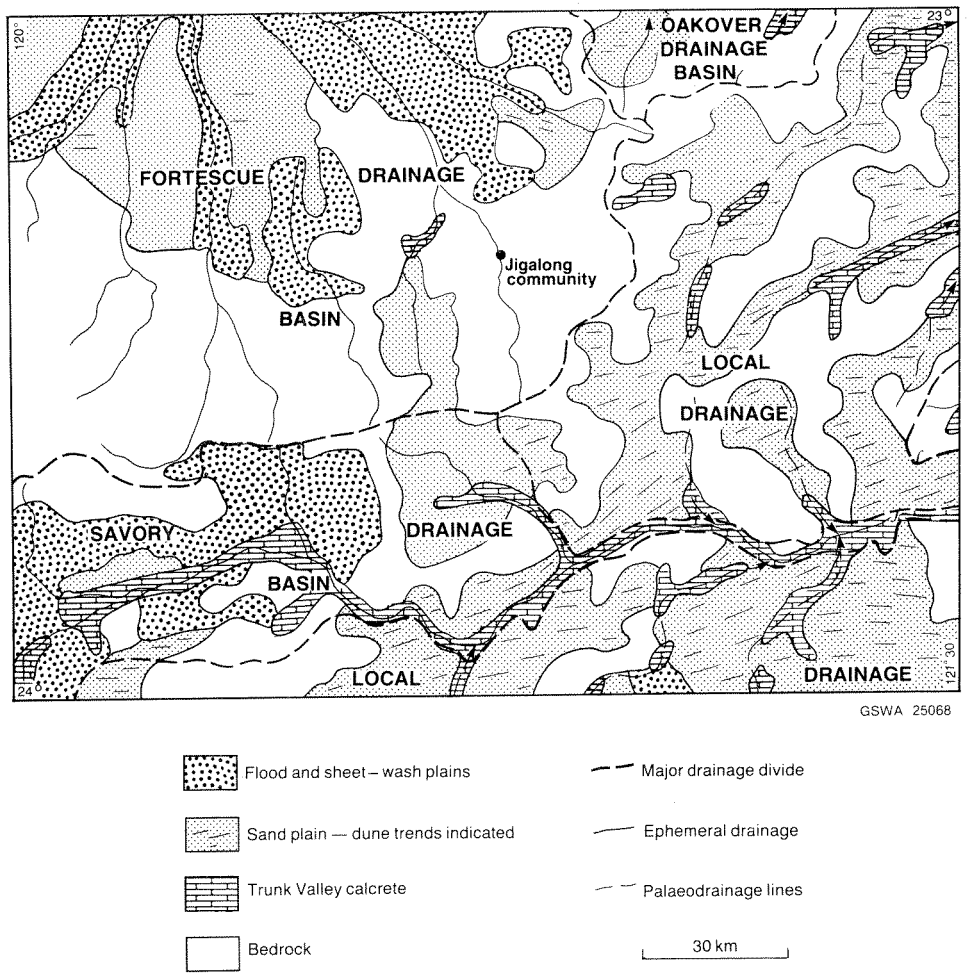 120°
OAKOVER
DRAINAGE
BASIN
23°
FORTESCUE
DRAINAGE
Jigalong
community
BASIN
LOCAL
DRAINAGE
SAVORY
DRAINAGE
BASIN
LOCAL
DRAINAGE
24°
121° 30
GSWA 25068
Flood and sheet – wash plains
Major drainage divide
Sand plain — dune trends indicated
Ephemeral drainage
Trunk Valley calcrete
Palaeodrainage lines
Bedrock
30 km